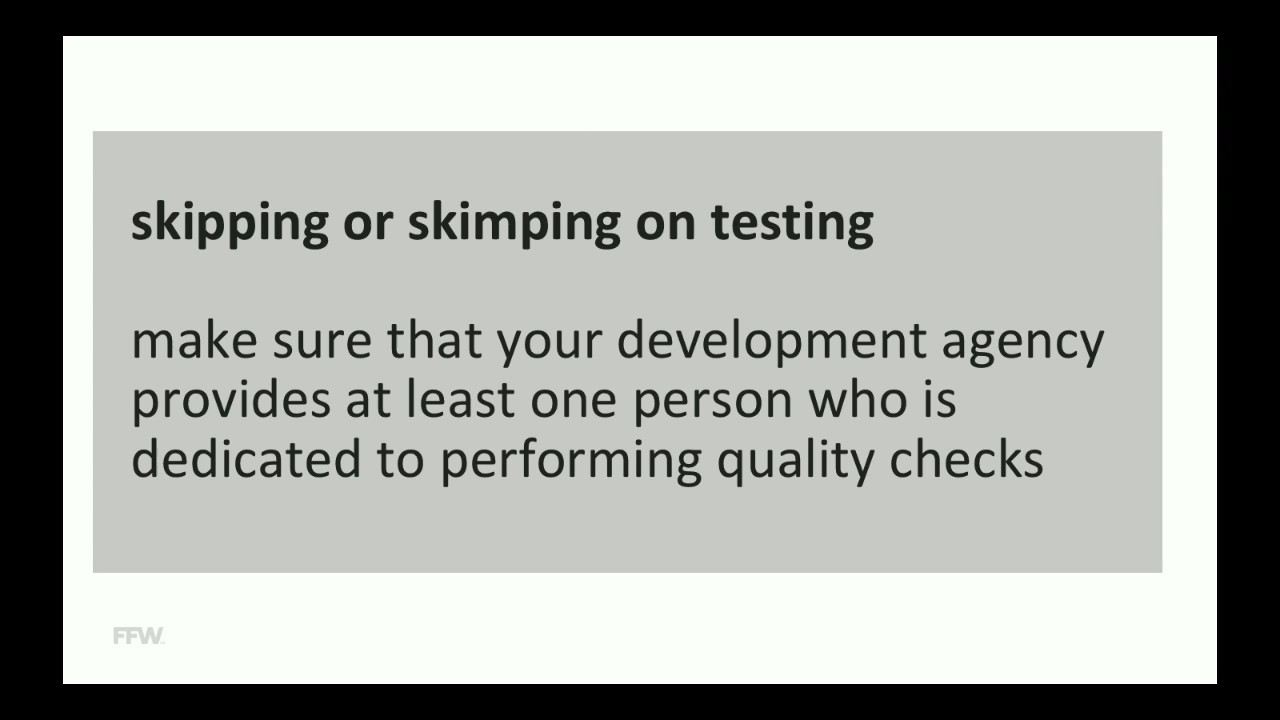 skipping or skimping on testing
make sure that your development agency
provides at least one person who is
dedicated to performing quality checks
FFW